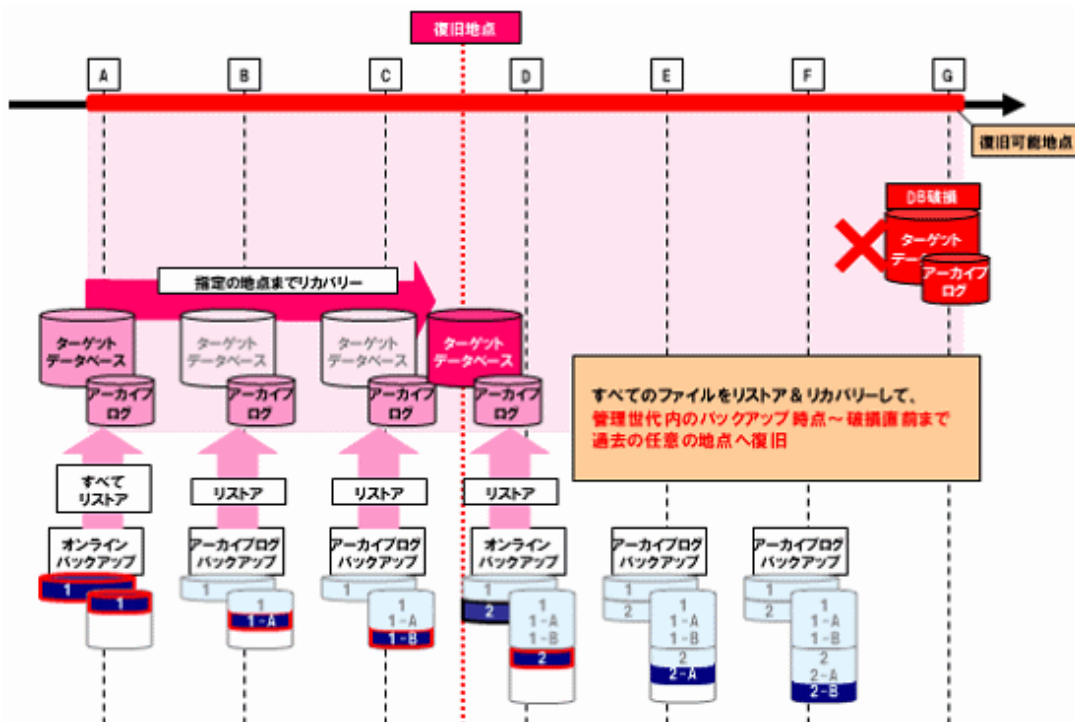 復旧地点
A
B
C
D
E
F
G
復旧可能地点
DB破損
ターゲット
アーカイブ
ログ
指定の地点までリカバリー
ターゲット
データベース
アーカイブ
ログ
ターゲット
データベース
アーカイブ
ログ
ターゲット
データベース
アーカイブ
ログ
ターゲット
データベース
アーカイブ
ログ
すべてのファイルをリストア&リカバリーして、
管理世代内のバックアップ時点～破損直前まで
過去の任意の地点へ復旧
すべて
リストア
リストア
リストア
リストア
オンライン
バックアップ
アーカイブログ
バックアップ
アーカイブログ
バックアップ
オンライン
バックアップ
アーカイブログ
バックアップ
アーカイブログ
バックアップ
1
1
1
1
1-A
1
1
1-A
1-B
1
2
1
1-A
1-B
2
1
2
1
1-A
1-B
2
2-A
1
2
1
1-A
1-B
2
2-A
2-B